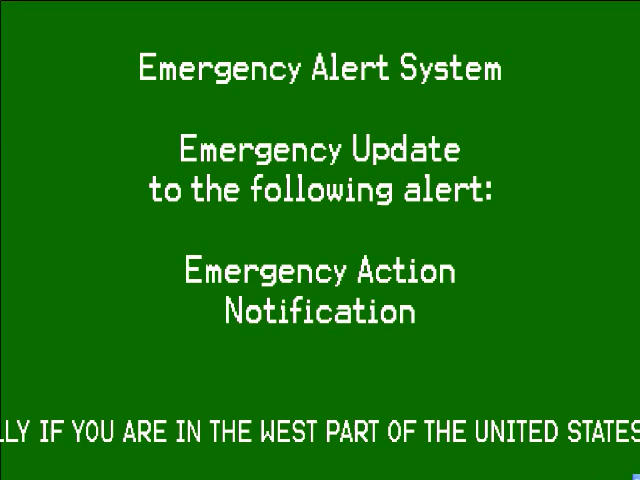 Emergency Alert System
Emergency Update
to the following alert:
Emergency Action
Notification
LLY IF YOU ARE IN THE WEST PART OF THE UNITED STATES